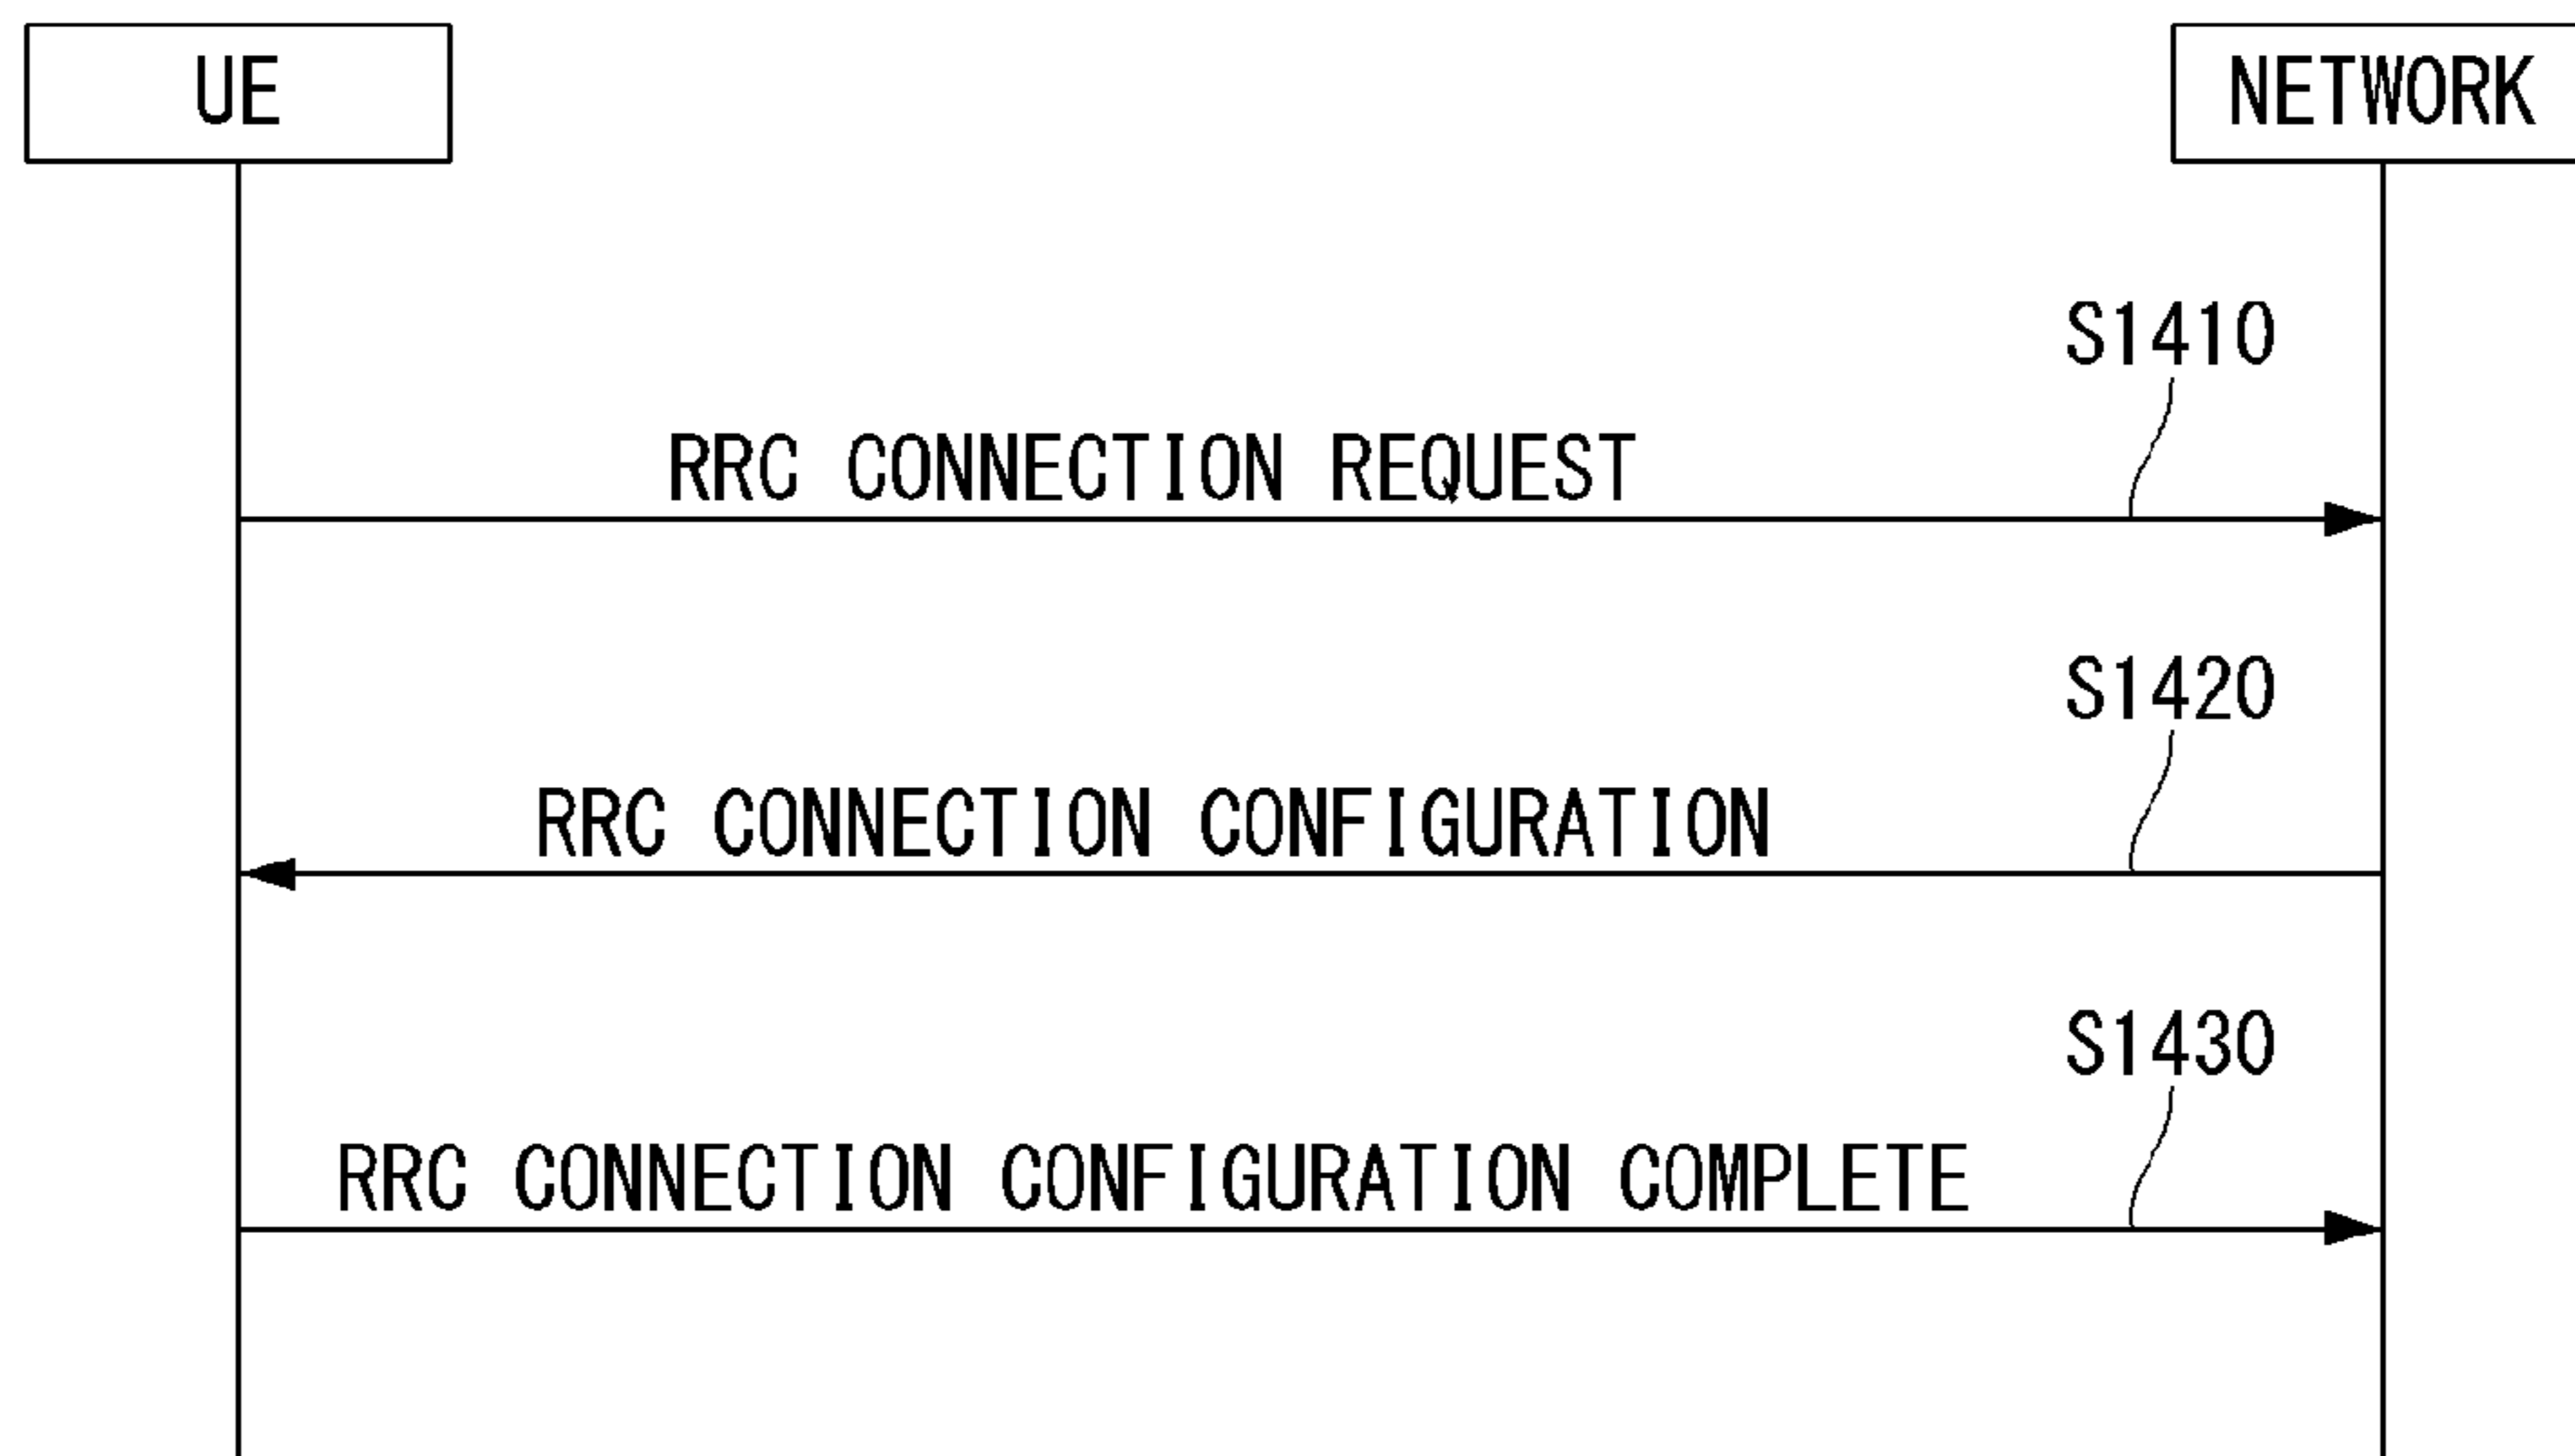 UE
NETWORK
S1410
RRC CONNECTION REQUEST
S1420
RRC CONNECTION CONFIGURATION
S1430
RRC CONNECTION CONFIGURATION COMPLETE